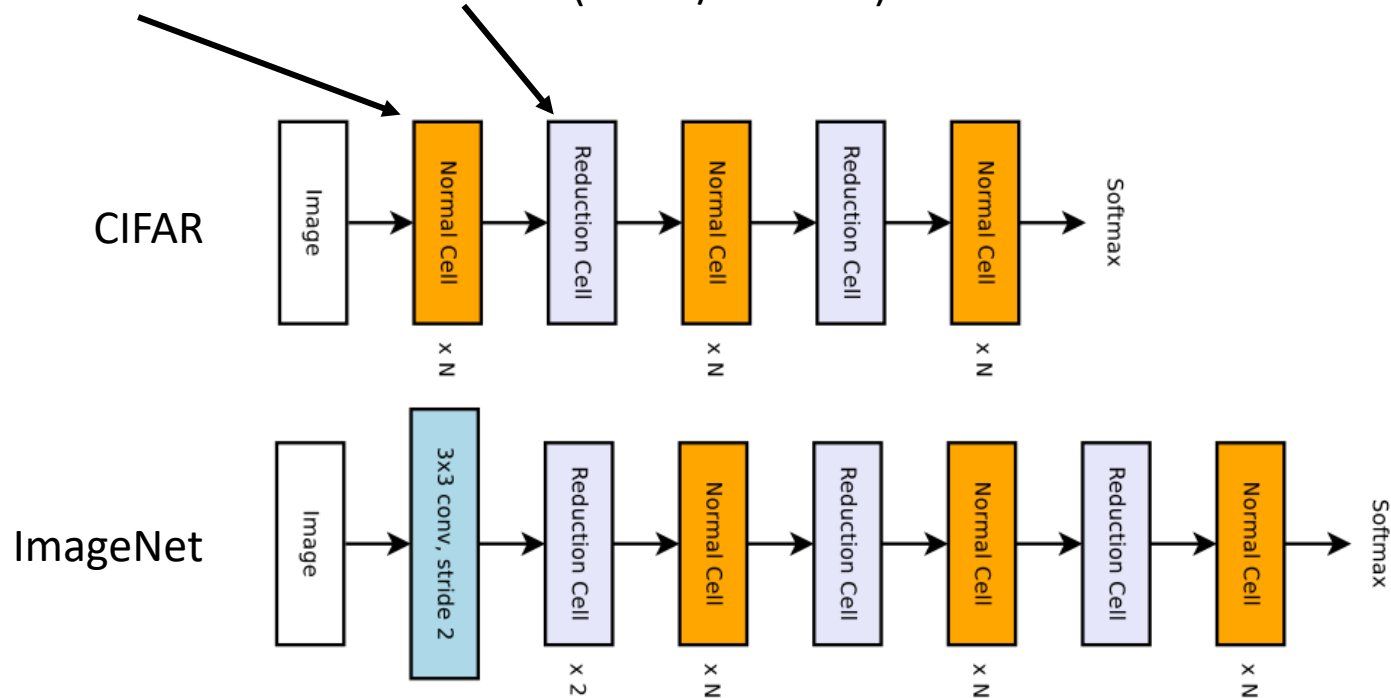 CIFAR
Image
Normal Cell
x N
Reduction Cell
Normal Cell
x N
Reduction Cell
Normal Cell
x N
Softmax
ImageNet
Image
3x3 conv, stride 2
Reduction Cell
x 2
Normal Cell
x N
Reduction Cell
Normal Cell
x N
Reduction Cell
Normal Cell
x N
Softmax